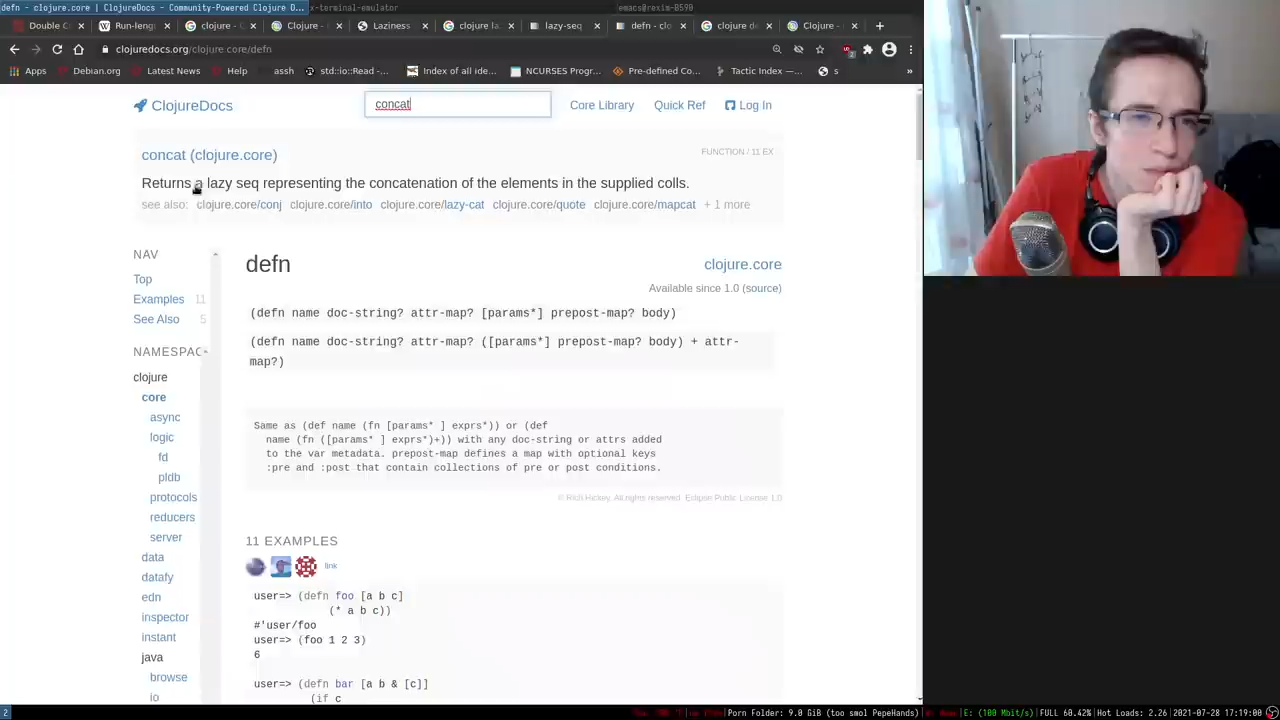 defn - clojure.core | ClojureDocs - Community-Powered Clojure D...
x-terminal-emulator
emacs@rexim-B590
Double C
Run-leng
clojure - G
Clojure -
Laziness
clojure la
lazy-seq
defn - clo
clojure de
Clojure -
clojuredocs.org/clojure.core/defn
Apps
Debian.org
Latest News
Help
assh
std::io::Read -...
Index of all ide...
NCURSES Progr...
Pre-defined Co...
Tactic Index —...
s
»
ClojureDocs
concat
Core Library
Quick Ref
Log In
concat (clojure.core)
FUNCTION / 11 EX
Returns a lazy seq representing the concatenation of the elements in the supplied colls.
see also: clojure.core/conj clojure.core/into clojure.core/lazy-cat clojure.core/quote clojure.core/mapcat + 1 more
NAV
Top
Examples 11
See Also 5
NAMESPAC
clojure
core
async
logic
fd
pldb
protocols
reducers
server
data
datafy
edn
inspector
instant
java
browse
io
defn
clojure.core
Available since 1.0 (source)
(defn name doc-string? attr-map? [params*] prepost-map? body)
(defn name doc-string? attr-map? ([params*] prepost-map? body) + attr-
map?)
Same as (def name (fn [params* ] exprs*)) or (def
name (fn ([params* ] exprs*)+)) with any doc-string or attrs added
to the var metadata. prepost-map defines a map with optional keys
:pre and :post that contain collections of pre or post conditions.
© Rich Hickey. All rights reserved. Eclipse Public License 1.0
11 EXAMPLES
link
user=> (defn foo [a b c]
(* a b c))
#'user/foo
user=> (foo 1 2 3)
6
user=> (defn bar [a b & [c]]
(if c
2
Porn Folder: 9.0 GiB (too smol PepeHands)
E: (100 Mbit/s)
FULL 60.42%
Hot Loads: 2.26
2021-07-28 17:19:00